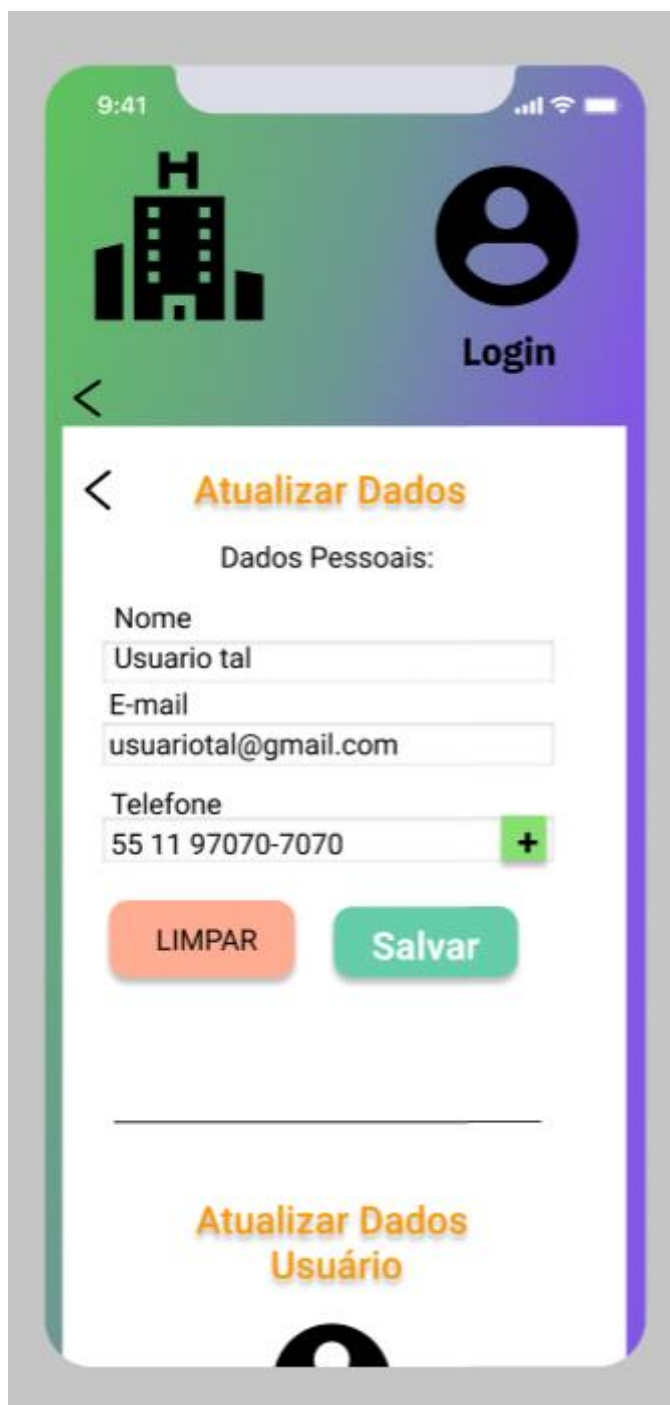 9:41
H
Login
Atualizar Dados
Dados Pessoais:
Nome
Usuario tal
E-mail
usuariotal@gmail.com
Telefone
55 11 97070-7070
+
LIMPAR
Salvar
Atualizar Dados
Usuário